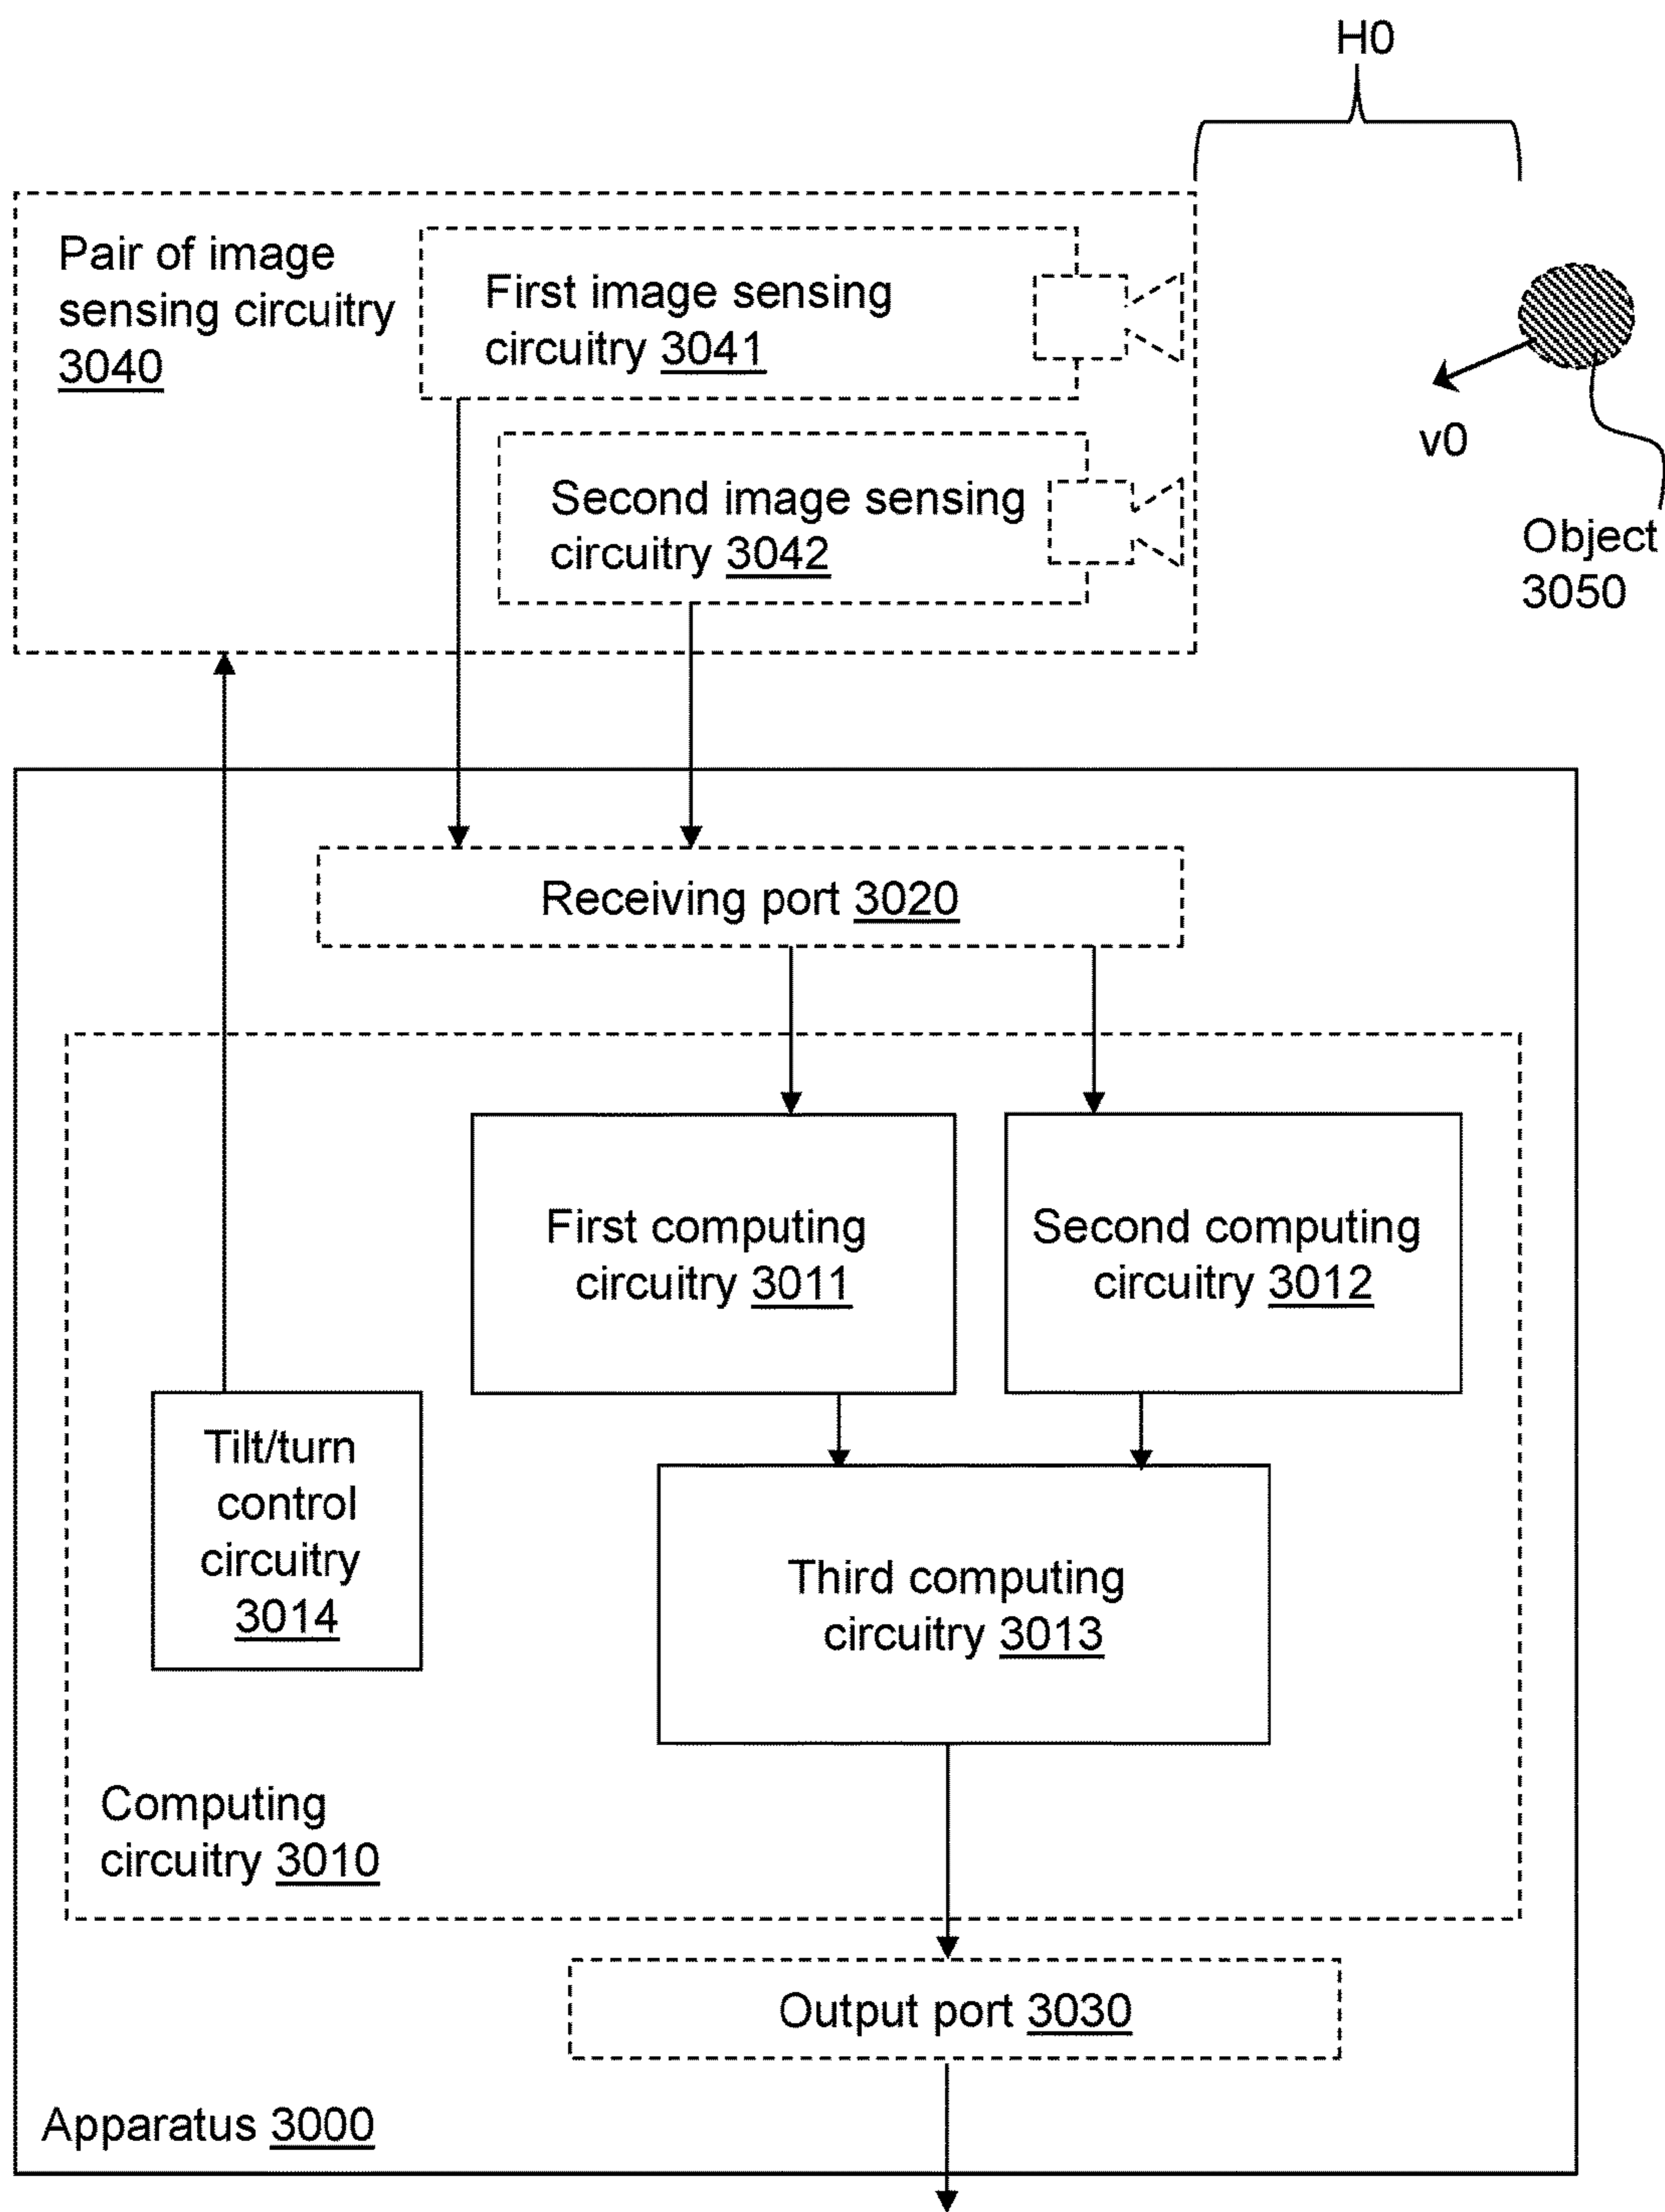 H0
Pair of image
sensing circuitry
3040
First image sensing
circuitry 3041
Second image sensing
circuitry 3042
v0
Object
3050
Receiving port 3020
First computing
circuitry 3011
Second computing
circuitry 3012
Tilt/turn
control
circuitry
3014
Third computing
circuitry 3013
Computing
circuitry 3010
Output port 3030
Apparatus 3000